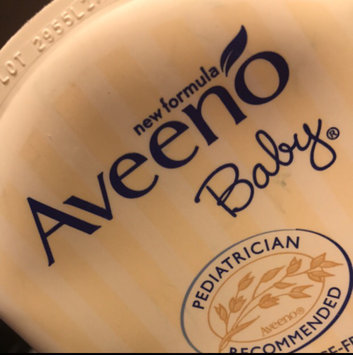 new formula
Aveeno
Baby®
PEDIATRICIAN
Aveeno®
RECOMMENDED